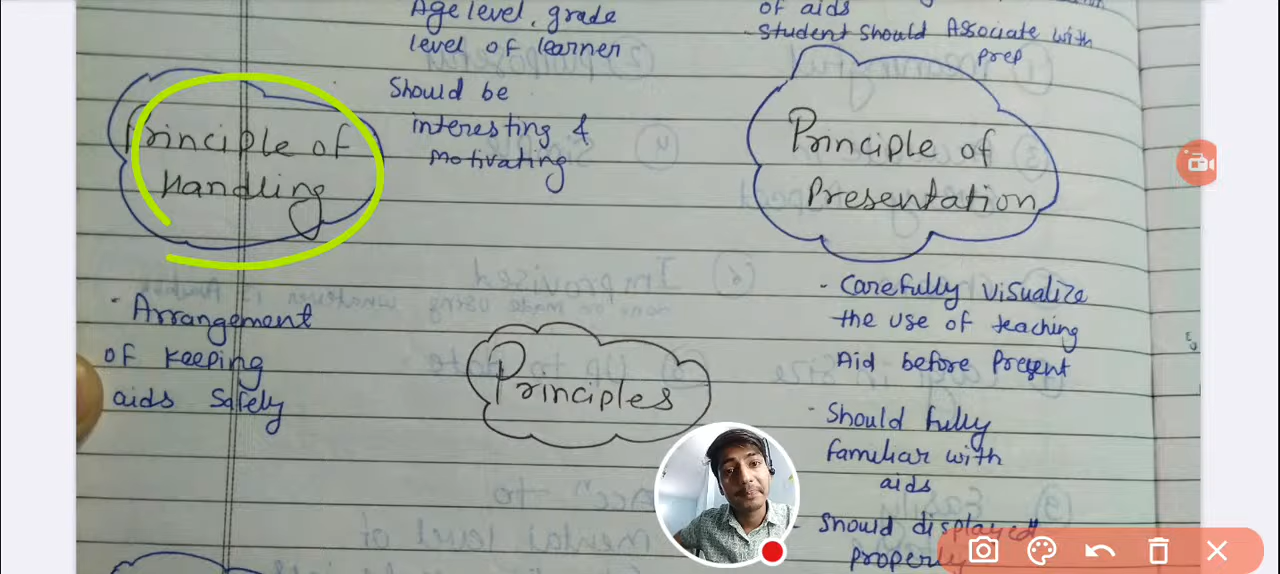 of aids
Age level, grade
level of learner
- Student should Associate with
prep
Should be
interesting &
Motivating
Principle of
Handling
Principle of
Presentation
· Arrangement
of keeping
aids safely
Principles
- Carefully visualize
the use of teaching
Aid before Present
· Should fully
familiar with
aids
- Should displayed
properly